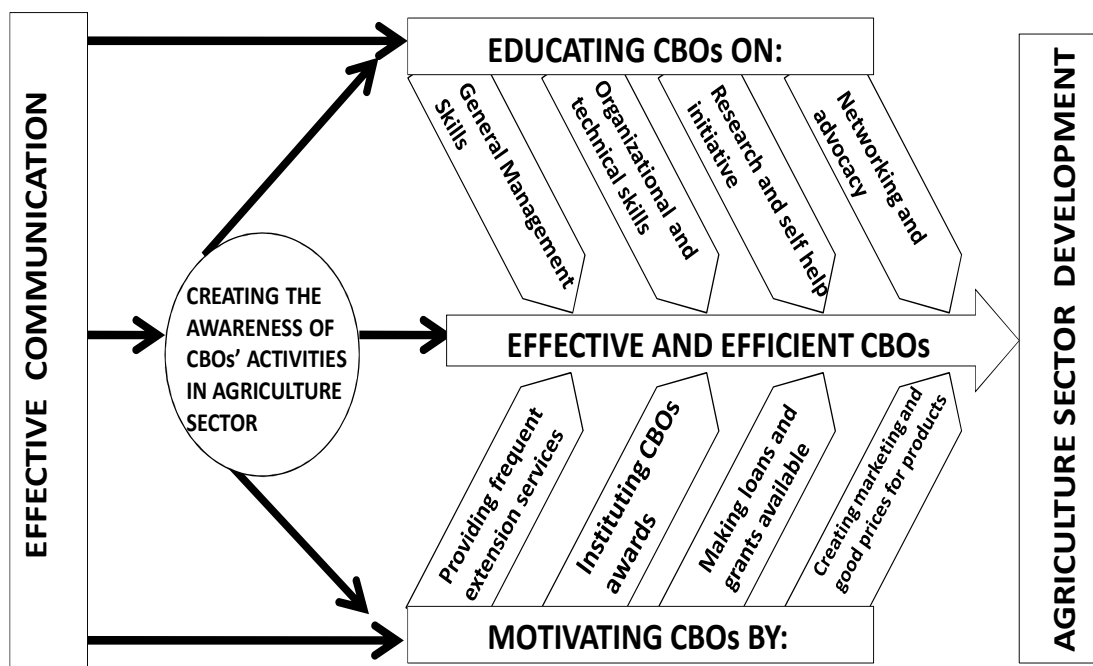 EFFECTIVE COMMUNICATION
EDUCATING CBOs ON:
General Management
Skills
Organizational and
technical skills
Research and self help
initiative
Networking and
advocacy
CREATING THE
AWARENESS OF
CBOs’ ACTIVITIES
IN AGRICULTURE
SECTOR
EFFECTIVE AND EFFICIENT CBOs
Providing frequent
extension services
Instituting CBOs
awards
Making loans and
grants available
Creating marketing and
good prices for products
MOTIVATING CBOs BY:
AGRICULTURE SECTOR DEVELOPMENT